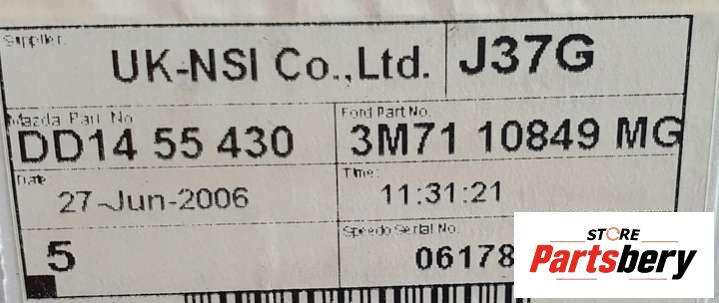 Supplier:
UK-NSI Co.,Ltd. J37G
Mazda Part No. Ford Part No.
DD14 55 430 3M71 10849 MG
Date Time:
27-Jun-2006 11:31:21
5 Speedo Serial No.
06178
STORE
Partsbery